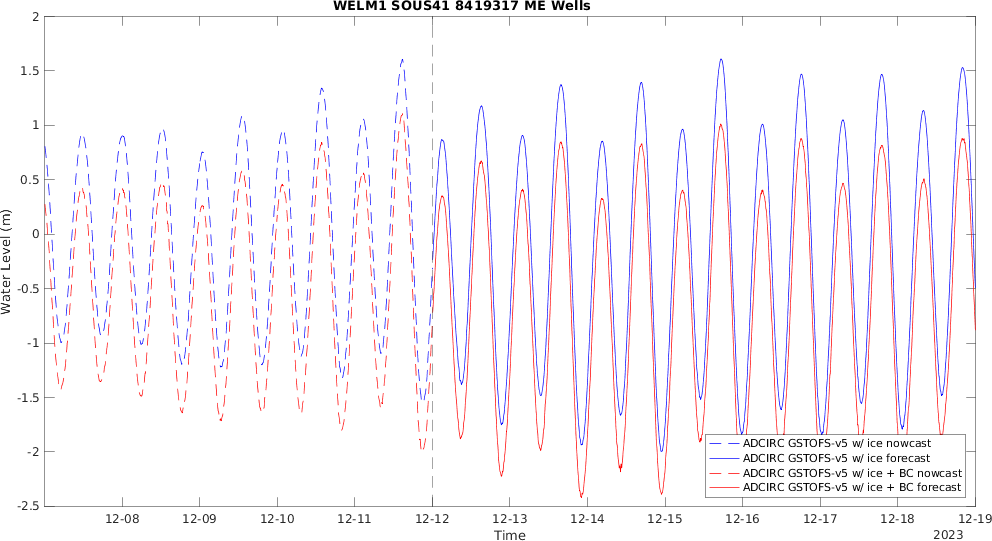 WELM1 SOUS41 8419317 ME Wells
2
1.5
1
0.5
0
-0.5
-1
-1.5
-2
-2.5
Water Level (m)
ADCIRC GSTOFS-v5 w/ ice nowcast
ADCIRC GSTOFS-v5 w/ ice forecast
ADCIRC GSTOFS-v5 w/ ice + BC nowcast
ADCIRC GSTOFS-v5 w/ ice + BC forecast
12-08 12-09 12-10 12-11 12-12 12-13 12-14 12-15 12-16 12-17 12-18 12-19
Time
2023